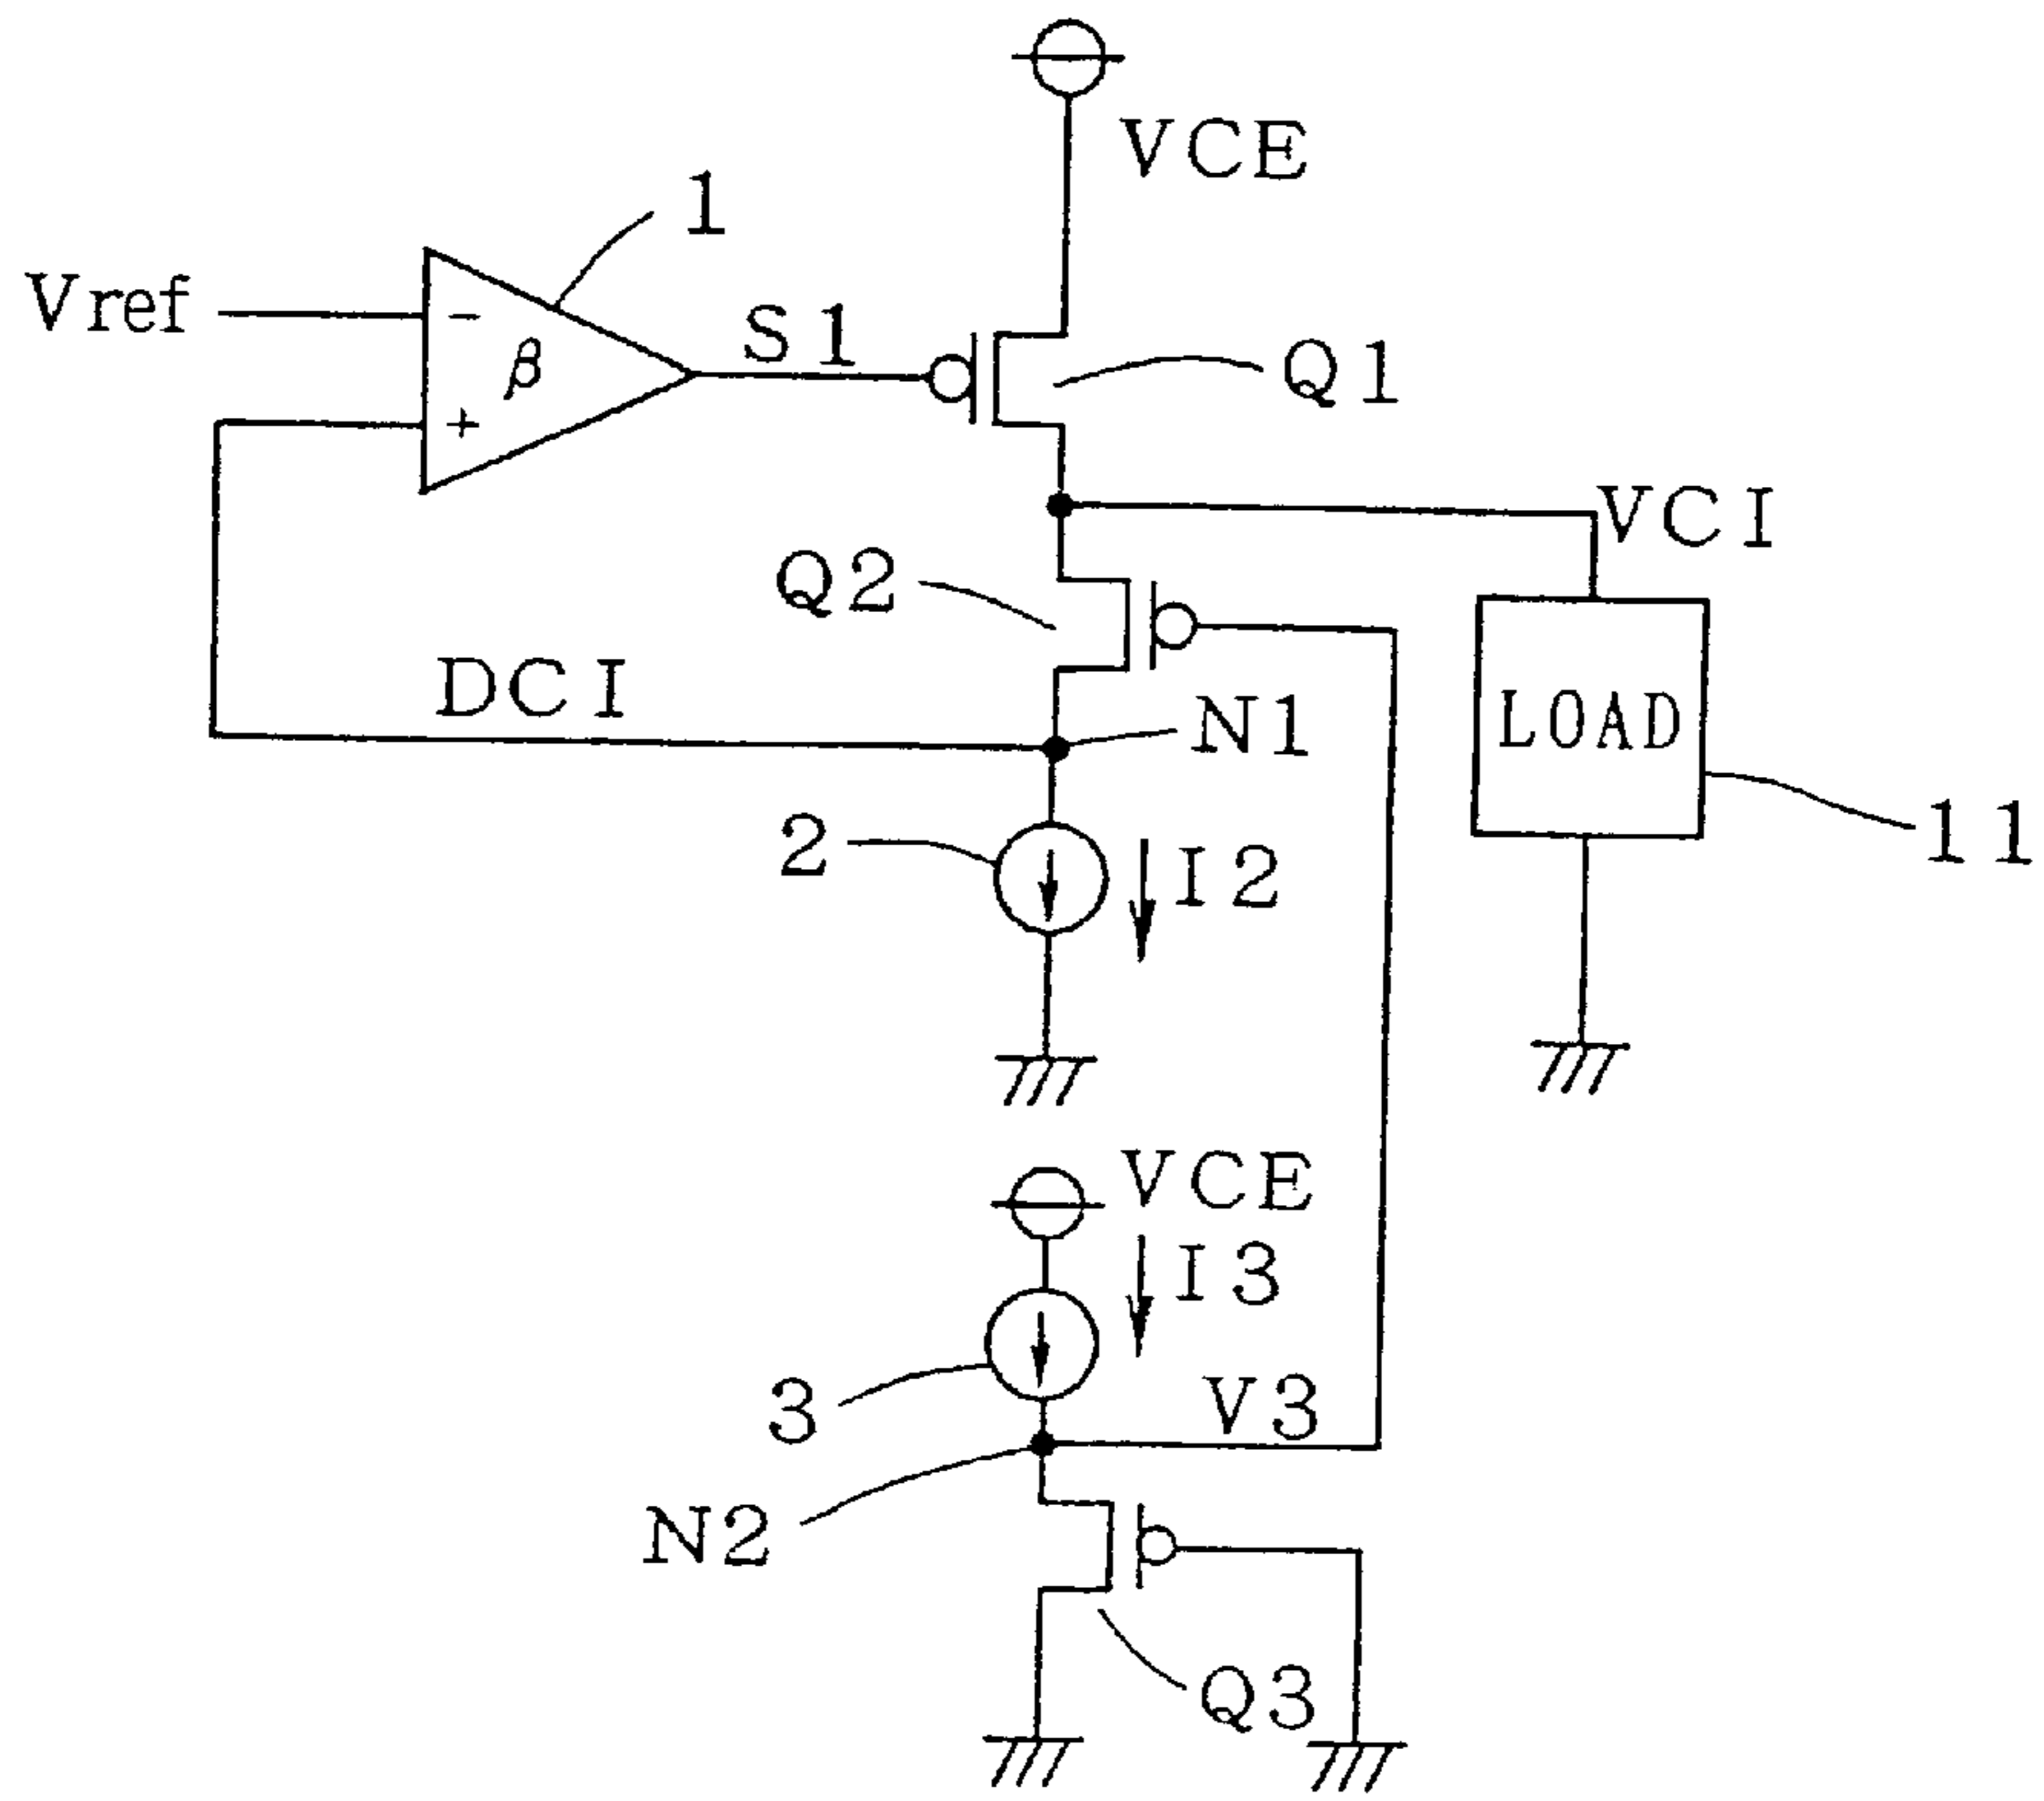 VCE
1
Vref
-
β
S1
Q1
+
VCI
Q2
DCI
N1
LOAD
2
I2
11
VCE
I3
3
V3
N2
Q3